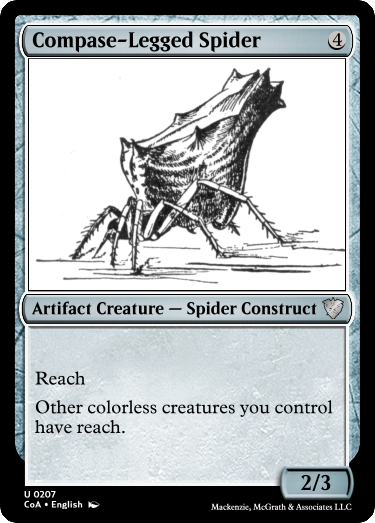 Compase-Legged Spider 4
Artifact Creature — Spider Construct
Reach
Other colorless creatures you control
have reach.
2/3
U 0207
CoA • English
Mackenzie, McGrath & Associates LLC